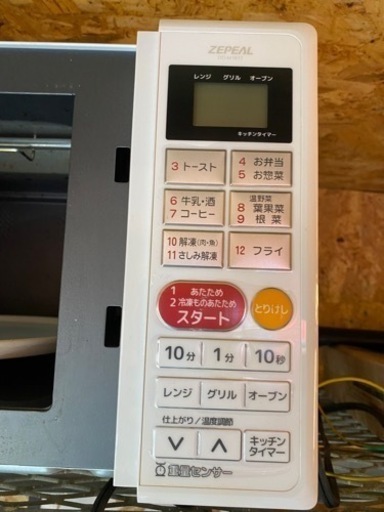 ZEPEAL
レンジ グリル オーブン
キッチンタイマー
3 トースト
4 お弁当
5 お惣菜
6 牛乳・酒
7 コーヒー
温野菜
8 葉果菜
9 根菜
10 解凍(肉・魚)
11 さしみ解凍
12 フライ
1 あたため
2 冷凍ものあたため
スタート
とりけし
10分 1分 10秒
レンジ グリル オーブン
仕上がり/温度調節
キッチン
タイマー
重量センサー